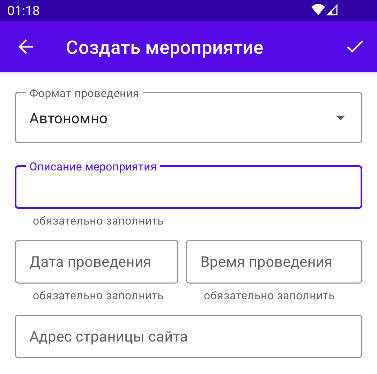 01:18
Создать мероприятие
Формат проведения
Автономно
Описание мероприятия
обязательно заполнить
Дата проведения
Время проведения
обязательно заполнить
обязательно заполнить
Адрес страницы сайта